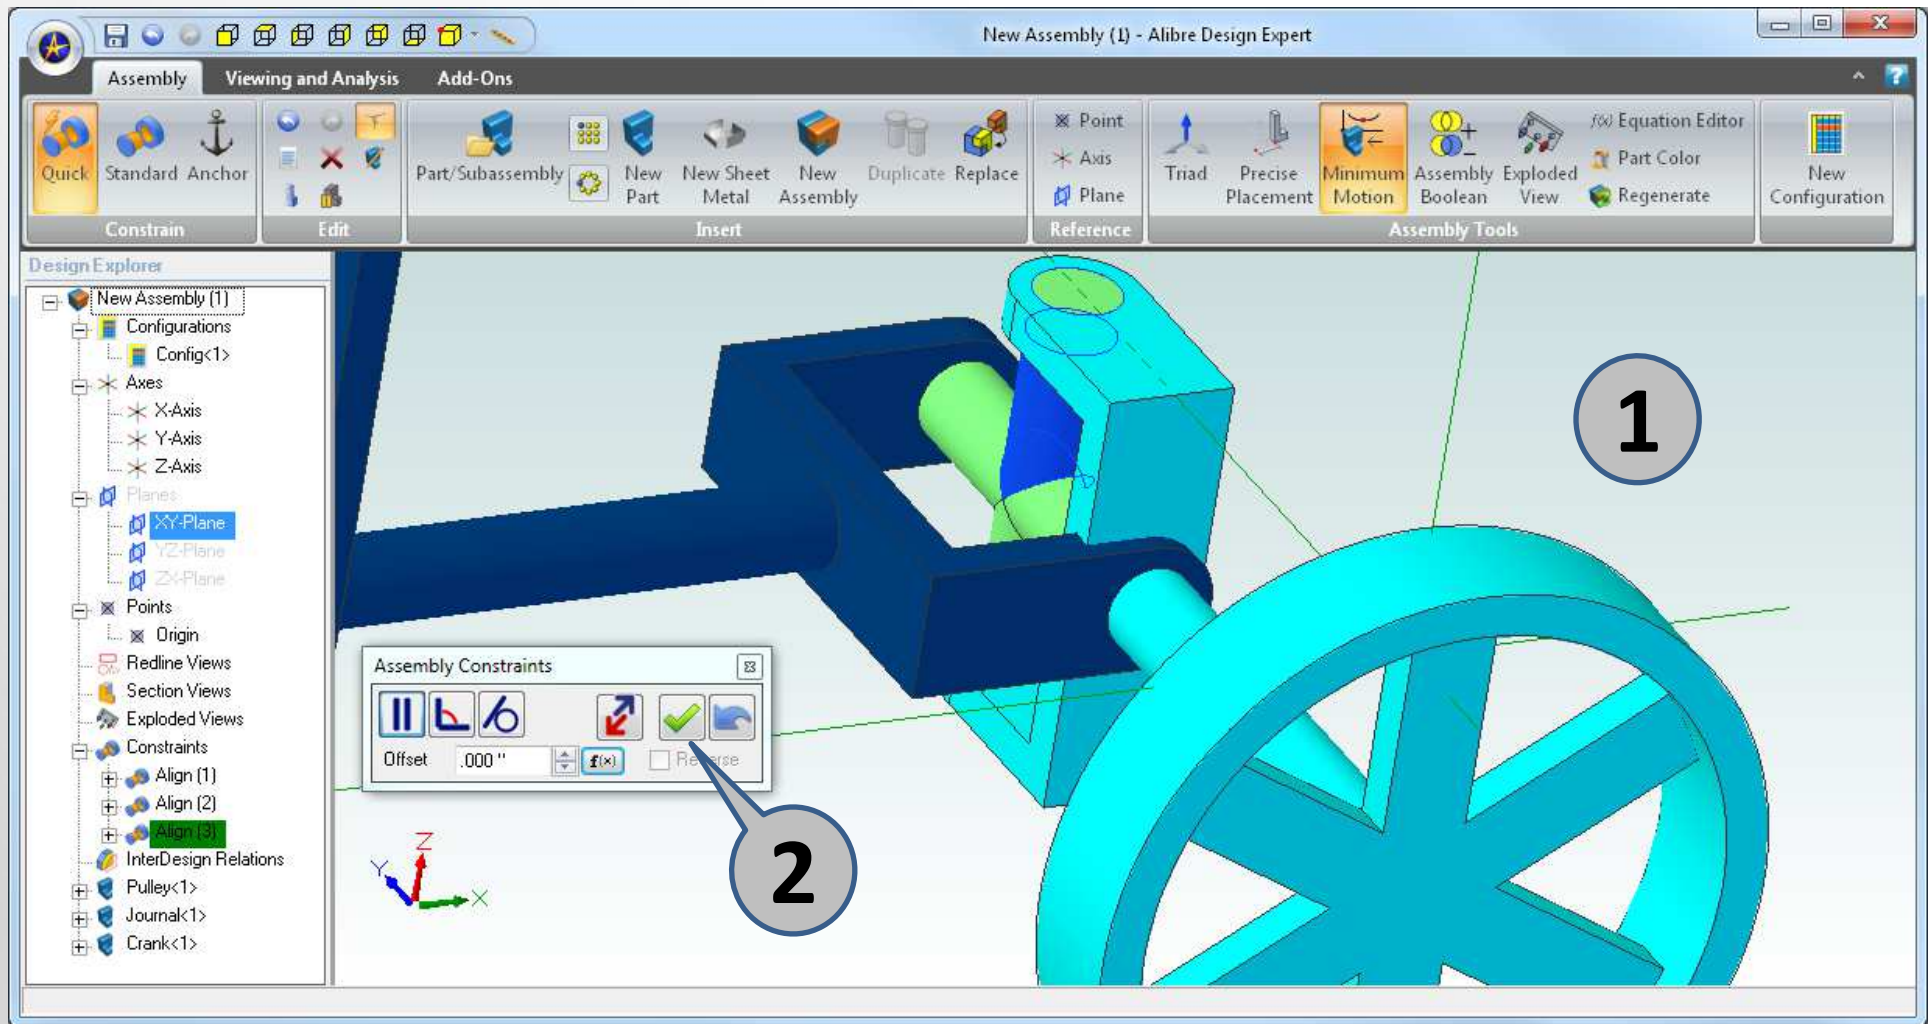 New Assembly (1) - Alibre Design Expert
Assembly Viewing and Analysis Add-Ons
Quick Standard Anchor
Constrain
Edit
Part/Subassembly
New Part
New Sheet Metal
New Assembly
Duplicate Replace
Insert
Point
Axis
Plane
Reference
Triad
Precise Placement
Minimum Motion
Assembly Boolean
Exploded View
f(x) Equation Editor
Part Color
Regenerate
Assembly Tools
New Configuration
Design Explorer
New Assembly (1)
Configurations
Config<1>
Axes
X-Axis
Y-Axis
Z-Axis
Planes
XY-Plane
YZ-Plane
ZX-Plane
Points
Origin
Redline Views
Section Views
Exploded Views
Constraints
Align (1)
Align (2)
Align (3)
InterDesign Relations
Pulley<1>
Journal<1>
Crank<1>
1
Assembly Constraints
Offset .000 " f(x) Reverse
2
Z
Y
X